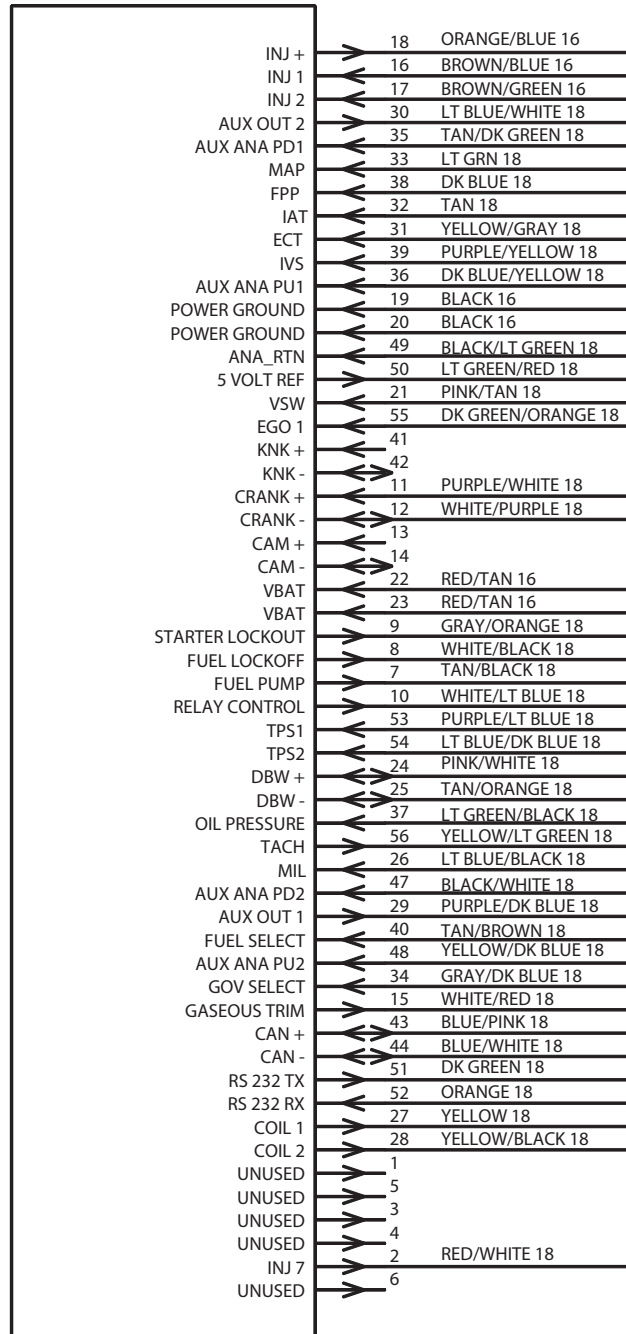 INJ + 18 ORANGE/BLUE 16
INJ 1 16 BROWN/BLUE 16
INJ 2 17 BROWN/GREEN 16
AUX OUT 2 30 LT BLUE/WHITE 18
AUX ANA PD1 35 TAN/DK GREEN 18
MAP 33 LT GRN 18
FPP 38 DK BLUE 18
IAT 32 TAN 18
ECT 31 YELLOW/GRAY 18
IVS 39 PURPLE/YELLOW 18
AUX ANA PU1 36 DK BLUE/YELLOW 18
POWER GROUND 19 BLACK 16
POWER GROUND 20 BLACK 16
ANA_RTN 49 BLACK/LT GREEN 18
5 VOLT REF 50 LT GREEN/RED 18
VSW 21 PINK/TAN 18
EGO 1 55 DK GREEN/ORANGE 18
KNK + 41
KNK - 42
CRANK + 11 PURPLE/WHITE 18
CRANK - 12 WHITE/PURPLE 18
CAM + 13
CAM - 14
VBAT 22 RED/TAN 16
VBAT 23 RED/TAN 16
STARTER LOCKOUT 9 GRAY/ORANGE 18
FUEL LOCKOFF 8 WHITE/BLACK 18
FUEL PUMP 7 TAN/BLACK 18
RELAY CONTROL 10 WHITE/LT BLUE 18
TPS1 53 PURPLE/LT BLUE 18
TPS2 54 LT BLUE/DK BLUE 18
DBW + 24 PINK/WHITE 18
DBW - 25 TAN/ORANGE 18
OIL PRESSURE 37 LT GREEN/BLACK 18
TACH 56 YELLOW/LT GREEN 18
MIL 26 LT BLUE/BLACK 18
AUX ANA PD2 47 BLACK/WHITE 18
AUX OUT 1 29 PURPLE/DK BLUE 18
FUEL SELECT 40 TAN/BROWN 18
AUX ANA PU2 48 YELLOW/DK BLUE 18
GOV SELECT 34 GRAY/DK BLUE 18
GASEOUS TRIM 15 WHITE/RED 18
CAN + 43 BLUE/PINK 18
CAN - 44 BLUE/WHITE 18
RS 232 TX 51 DK GREEN 18
RS 232 RX 52 ORANGE 18
COIL 1 27 YELLOW 18
COIL 2 28 YELLOW/BLACK 18
UNUSED 1
UNUSED 5
UNUSED 3
UNUSED 4
INJ 7 2 RED/WHITE 18
UNUSED 6